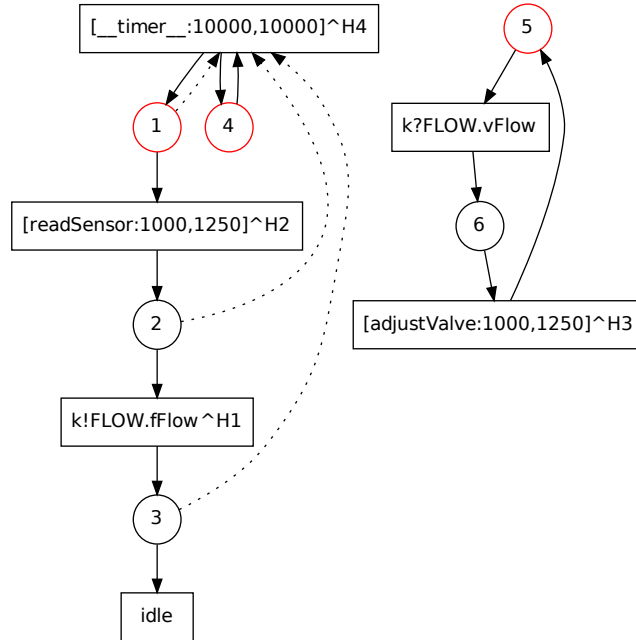 [__timer__:10000,10000]^H4
5
1
4
k?FLOW.vFlow
[readSensor:1000,1250]^H2
6
2
[adjustValve:1000,1250]^H3
k!FLOW.fFlow^H1
3
idle